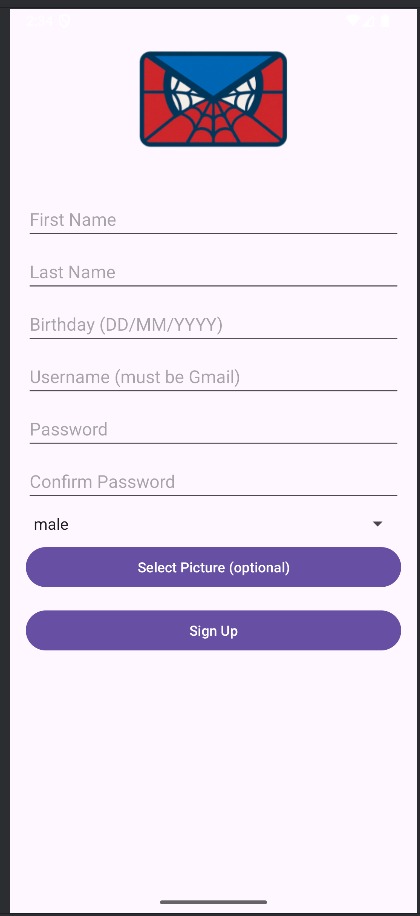 First Name
Last Name
Birthday (DD/MM/YYYY)
Username (must be Gmail)
Password
Confirm Password
male
Select Picture (optional)
Sign Up